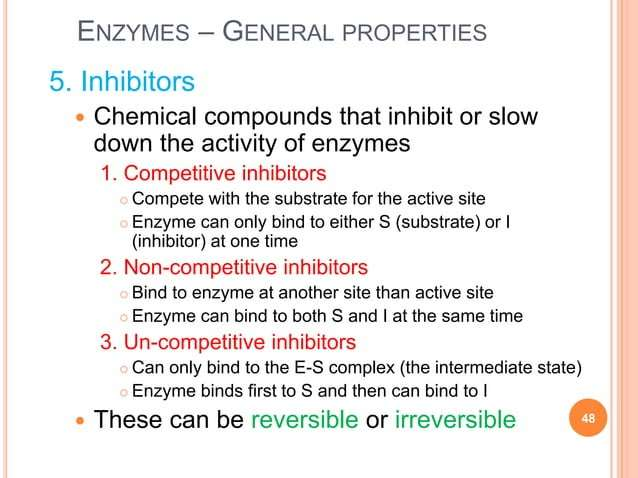 ENZYMES – GENERAL PROPERTIES
5. Inhibitors
• Chemical compounds that inhibit or slow
down the activity of enzymes
1. Competitive inhibitors
○ Compete with the substrate for the active site
○ Enzyme can only bind to either S (substrate) or I
(inhibitor) at one time
2. Non-competitive inhibitors
○ Bind to enzyme at another site than active site
○ Enzyme can bind to both S and I at the same time
3. Un-competitive inhibitors
○ Can only bind to the E-S complex (the intermediate state)
○ Enzyme binds first to S and then can bind to I
• These can be reversible or irreversible
48